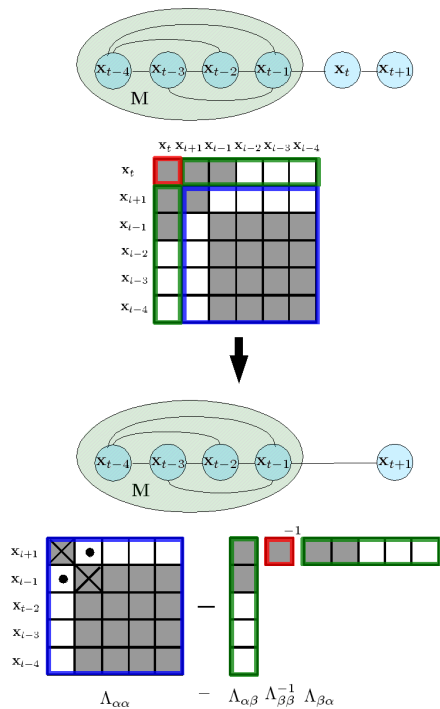 x_{t-4} x_{t-3} x_{t-2} x_{t-1} x_t x_{t+1}
M
x_t x_{t+1} x_{t-1} x_{t-2} x_{t-3} x_{t-4}
x_t
x_{t+1}
x_{t-1}
x_{t-2}
x_{t-3}
x_{t-4}
x_{t-4} x_{t-3} x_{t-2} x_{t-1} x_{t+1}
M
-1
x_{t+1}
x_{t-1}
x_{t-2}
x_{t-3}
x_{t-4}
−
Λ_{αα} − Λ_{αβ} Λ_{ββ}^{-1} Λ_{βα}